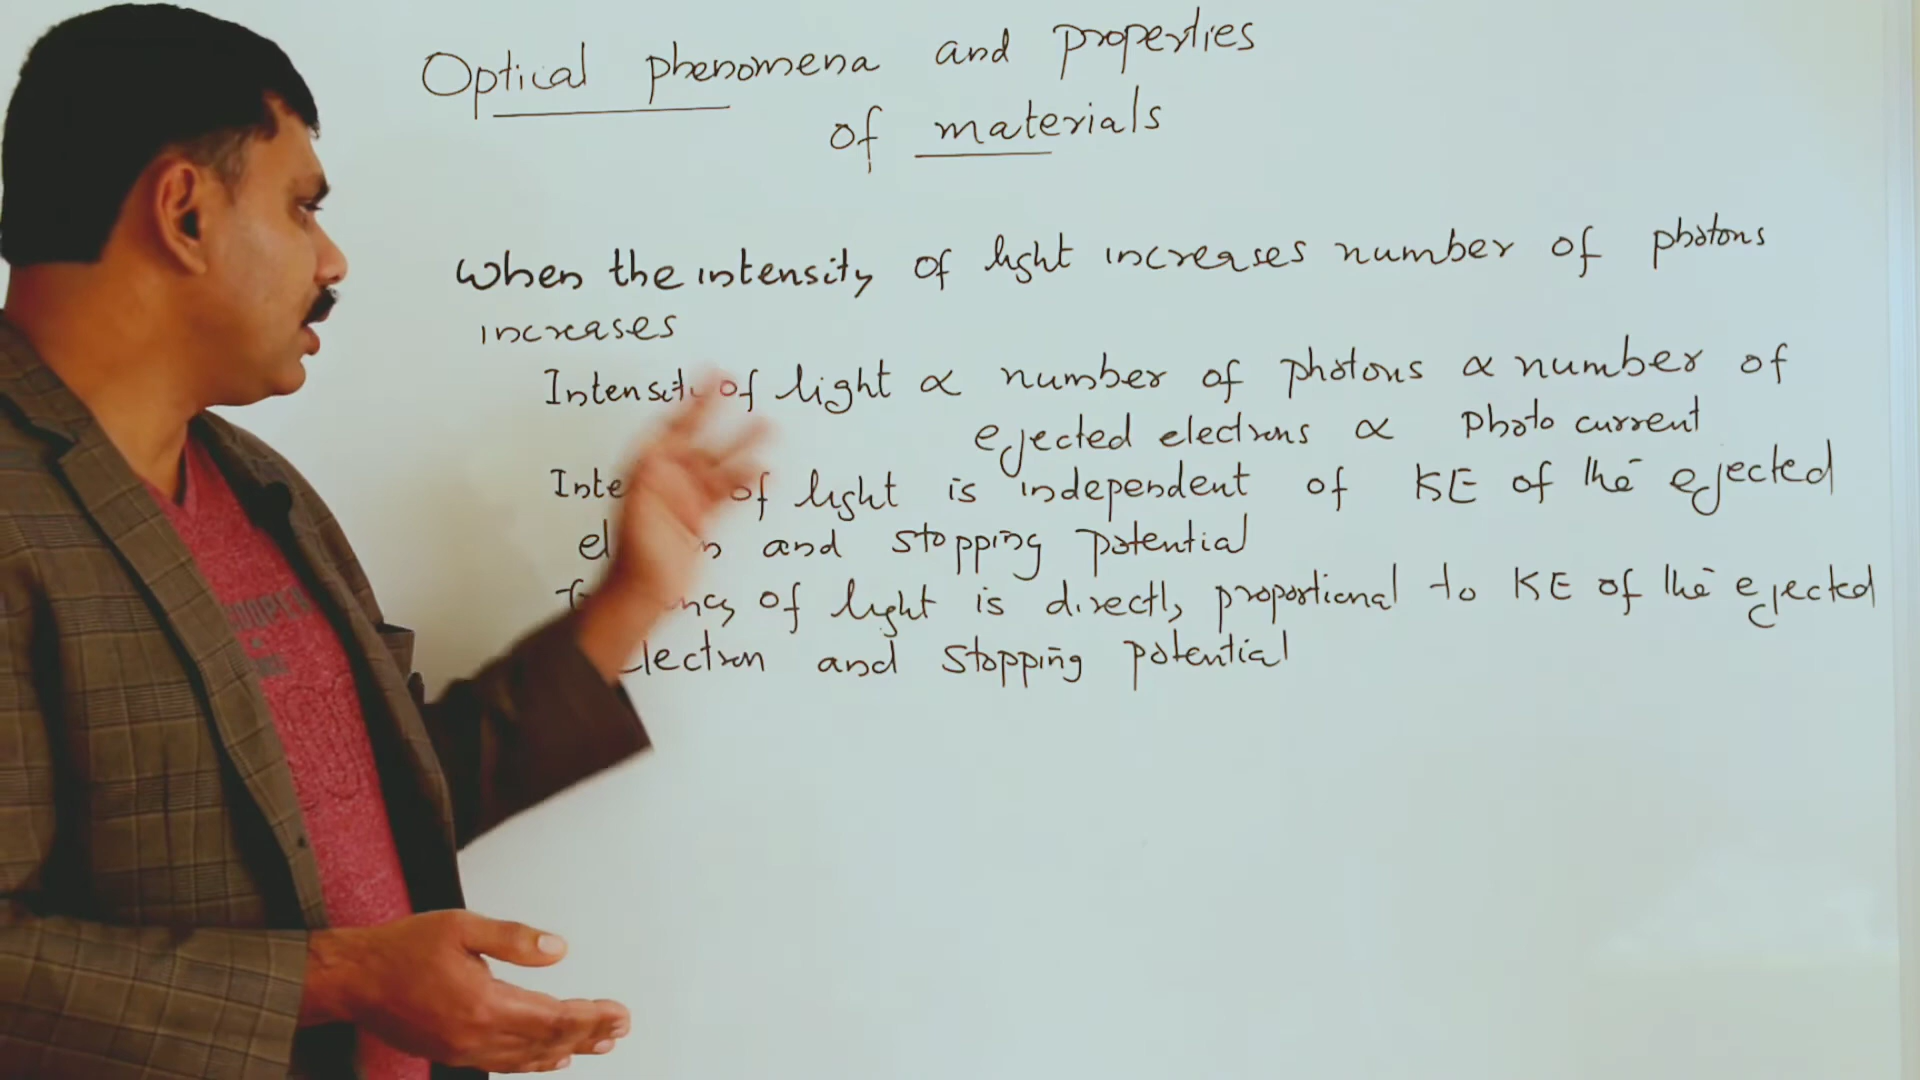 Optical phenomena and properties
of materials
When the intensity of light increases number of photons
increases
Intensity of light ∝ number of photons ∝ number of
ejected electrons ∝ Photo current
of light is independent of KE of the ejected
and stopping potential
of light is directly proportional to KE of the ejected
electron and stopping potential
COOPER